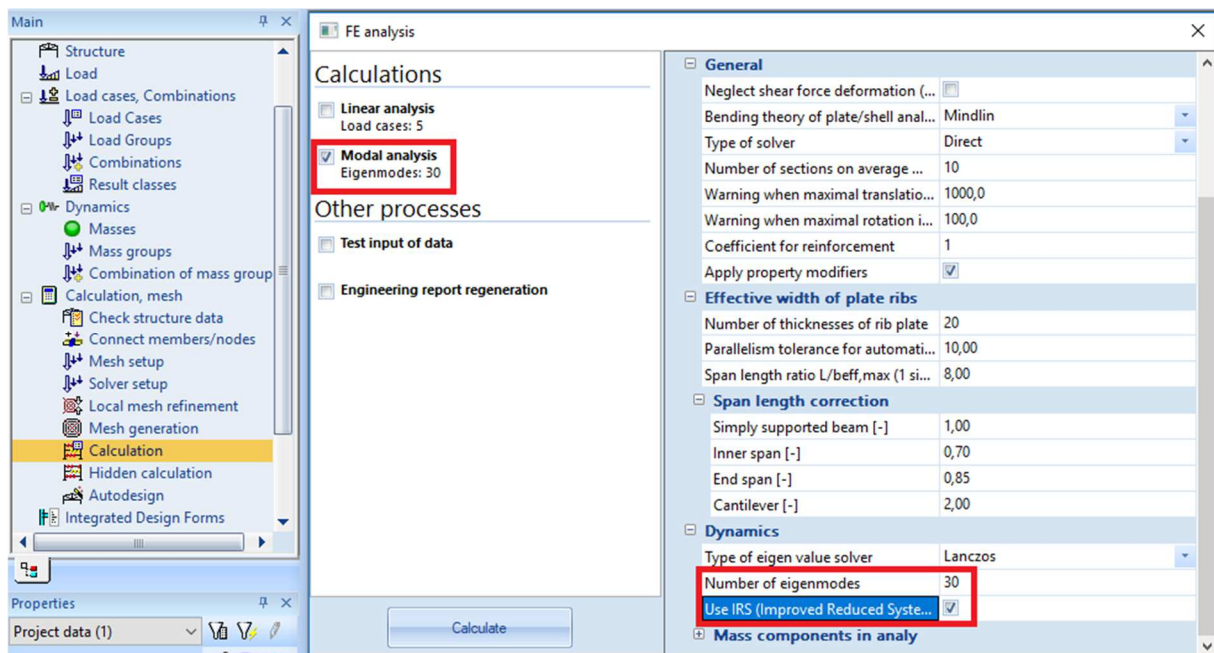 Main
Structure
Load
Load cases, Combinations
Load Cases
Load Groups
Combinations
Result classes
Dynamics
Masses
Mass groups
Combination of mass group
Calculation, mesh
Check structure data
Connect members/nodes
Mesh setup
Solver setup
Local mesh refinement
Mesh generation
Calculation
Hidden calculation
Autodesign
Integrated Design Forms
Properties
Project data (1)
FE analysis
Calculations
Linear analysis
Load cases: 5
Modal analysis
Eigenmodes: 30
Other processes
Test input of data
Engineering report regeneration
Calculate
General
Neglect shear force deformation (...
Bending theory of plate/shell anal... Mindlin
Type of solver Direct
Number of sections on average ... 10
Warning when maximal translatio... 1000,0
Warning when maximal rotation i... 100,0
Coefficient for reinforcement 1
Apply property modifiers
Effective width of plate ribs
Number of thicknesses of rib plate 20
Parallelism tolerance for automati... 10,00
Span length ratio L/beff,max (1 si... 8,00
Span length correction
Simply supported beam [-] 1,00
Inner span [-] 0,70
End span [-] 0,85
Cantilever [-] 2,00
Dynamics
Type of eigen value solver Lanczos
Number of eigenmodes 30
Use IRS (Improved Reduced Syste...
Mass components in analy